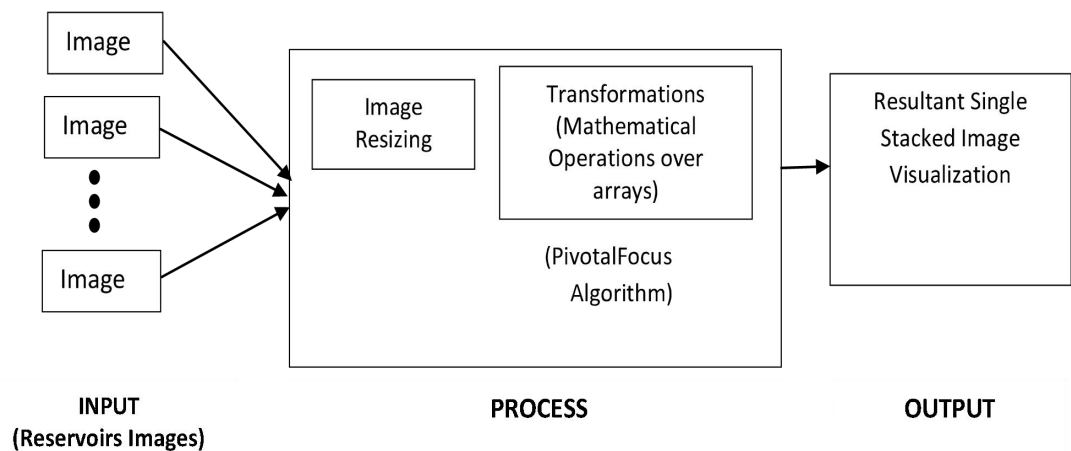 Image
Image
Image
INPUT
(Reservoirs Images)
Image
Resizing
Transformations
(Mathematical
Operations over
arrays)
(PivotalFocus
Algorithm)
PROCESS
Resultant Single
Stacked Image
Visualization
OUTPUT